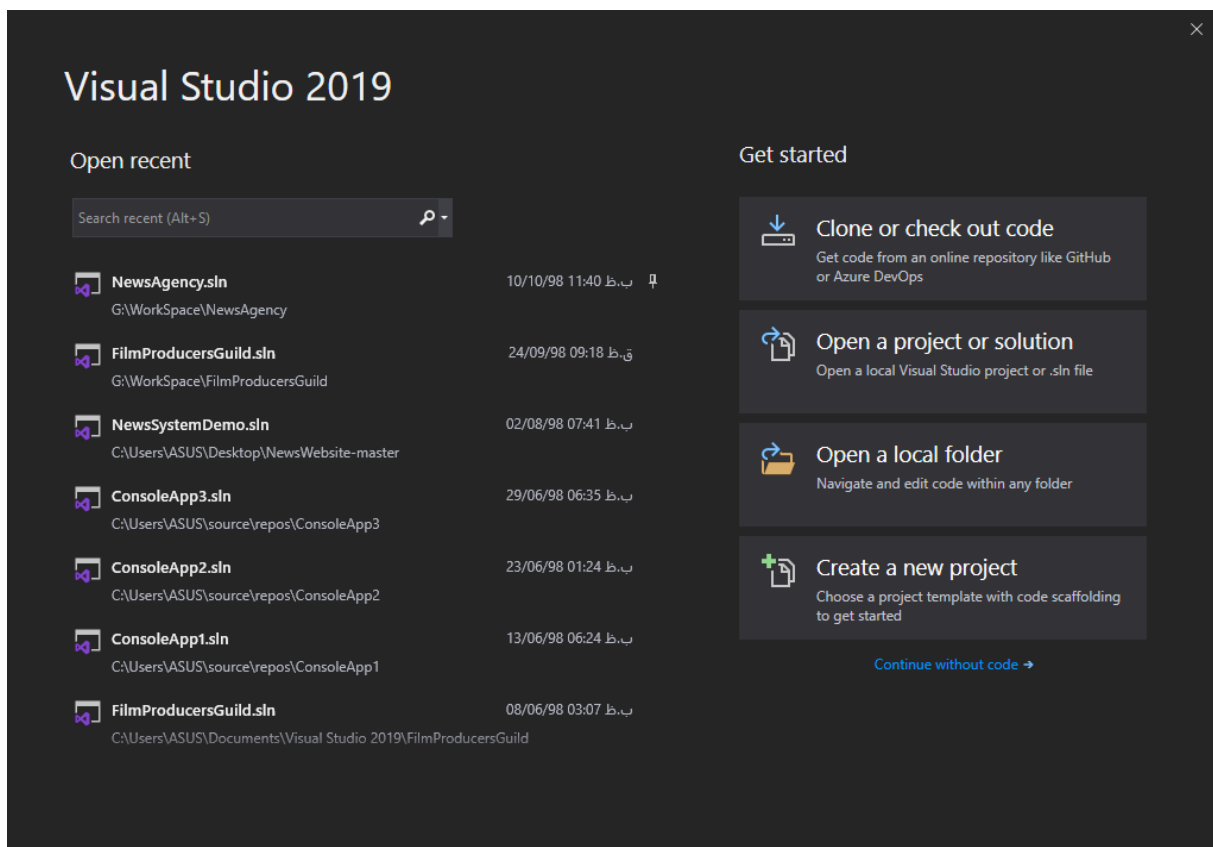 Visual Studio 2019
Open recent
Search recent (Alt+S)
NewsAgency.sln
10/10/98 11:40 ب.ظ
G:\WorkSpace\NewsAgency
FilmProducersGuild.sln
24/09/98 09:18 ق.ظ
G:\WorkSpace\FilmProducersGuild
NewsSystemDemo.sln
02/08/98 07:41 ب.ظ
C:\Users\ASUS\Desktop\NewsWebsite-master
ConsoleApp3.sln
29/06/98 06:35 ب.ظ
C:\Users\ASUS\source\repos\ConsoleApp3
ConsoleApp2.sln
23/06/98 01:24 ب.ظ
C:\Users\ASUS\source\repos\ConsoleApp2
ConsoleApp1.sln
13/06/98 06:24 ب.ظ
C:\Users\ASUS\source\repos\ConsoleApp1
FilmProducersGuild.sln
08/06/98 03:07 ب.ظ
C:\Users\ASUS\Documents\Visual Studio 2019\FilmProducersGuild
Get started
Clone or check out code
Get code from an online repository like GitHub
or Azure DevOps
Open a project or solution
Open a local Visual Studio project or .sln file
Open a local folder
Navigate and edit code within any folder
Create a new project
Choose a project template with code scaffolding
to get started
Continue without code →